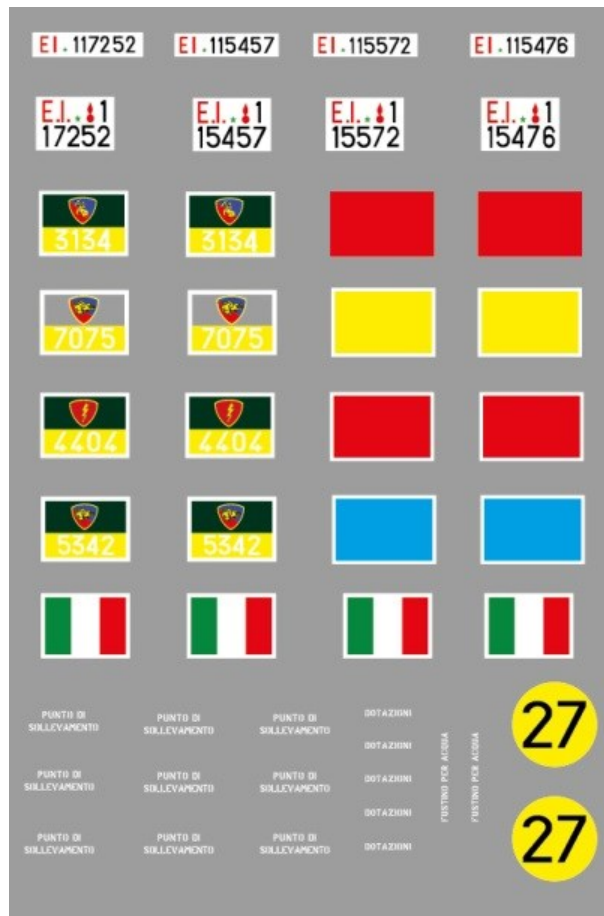 EI.117252
EI.115457
EI.115572
EI.115476
E.I. 1
17252
E.I. 1
15457
E.I. 1
15572
E.I. 1
15476
3134
3134
7075
7075
4404
4404
5342
5342
PUNTO DI
SOLLEVAMENTO
PUNTO DI
SOLLEVAMENTO
PUNTO DI
SOLLEVAMENTO
DOTAZIONI
DOTAZIONI
PUNTO DI
SOLLEVAMENTO
PUNTO DI
SOLLEVAMENTO
PUNTO DI
SOLLEVAMENTO
DOTAZIONI
DOTAZIONI
PUNTO DI
SOLLEVAMENTO
PUNTO DI
SOLLEVAMENTO
PUNTO DI
SOLLEVAMENTO
DOTAZIONI
FUSTINO PER ACQUA
FUSTINO PER ACQUA
27
27